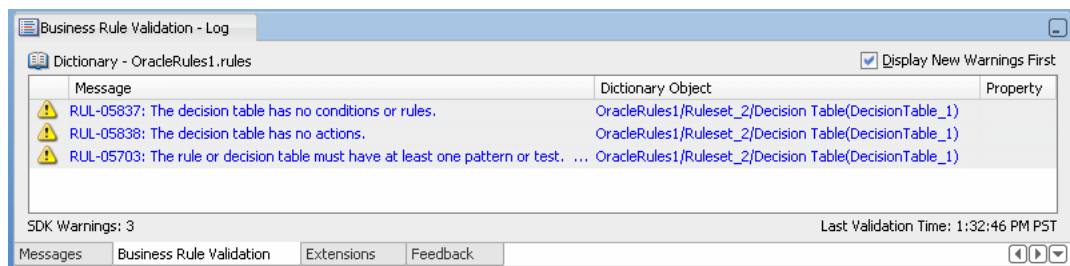 Business Rule Validation - Log
Dictionary - OracleRules1.rules Display New Warnings First
Message Dictionary Object Property
RUL-05837: The decision table has no conditions or rules. OracleRules1/Ruleset_2/Decision Table(DecisionTable_1)
RUL-05838: The decision table has no actions. OracleRules1/Ruleset_2/Decision Table(DecisionTable_1)
RUL-05703: The rule or decision table must have at least one pattern or test. ... OracleRules1/Ruleset_2/Decision Table(DecisionTable_1)
SDK Warnings: 3 Last Validation Time: 1:32:46 PM PST
Messages Business Rule Validation Extensions Feedback